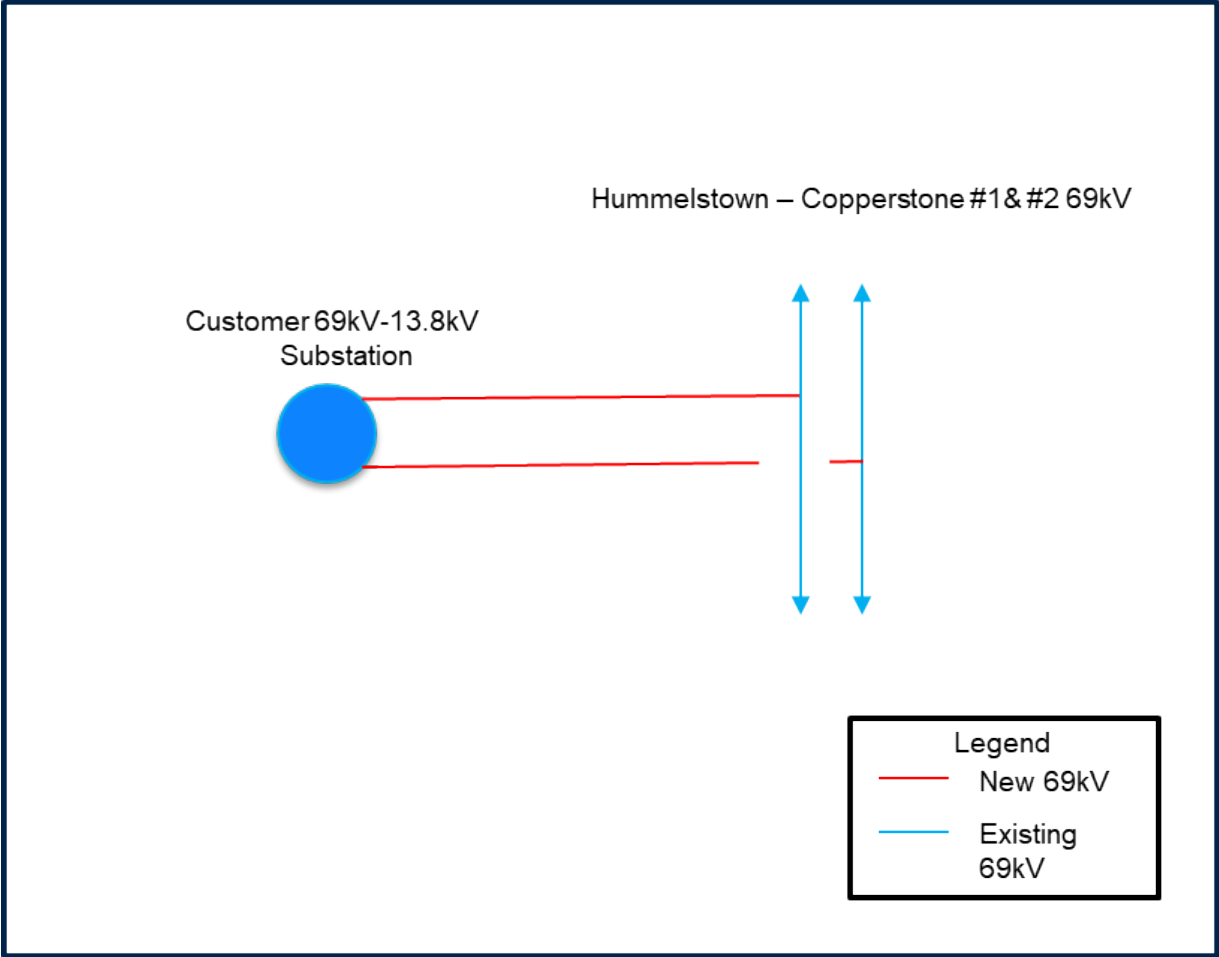 Hummelstown – Copperstone #1& #2 69kV
Customer 69kV-13.8kV
Substation
Legend
New 69kV
Existing
69kV